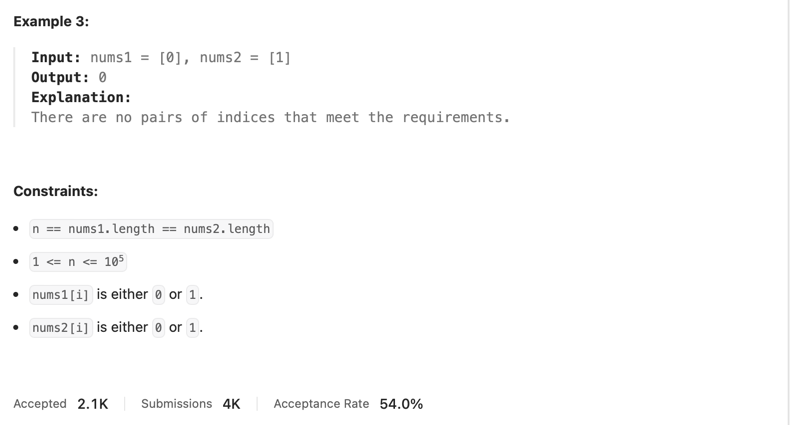 Example 3:
Input: nums1 = [0], nums2 = [1]
Output: 0
Explanation:
There are no pairs of indices that meet the requirements.
Constraints:
• n == nums1.length == nums2.length
• 1 <= n <= 10⁵
• nums1[i] is either 0 or 1.
• nums2[i] is either 0 or 1.
Accepted 2.1K Submissions 4K Acceptance Rate 54.0%